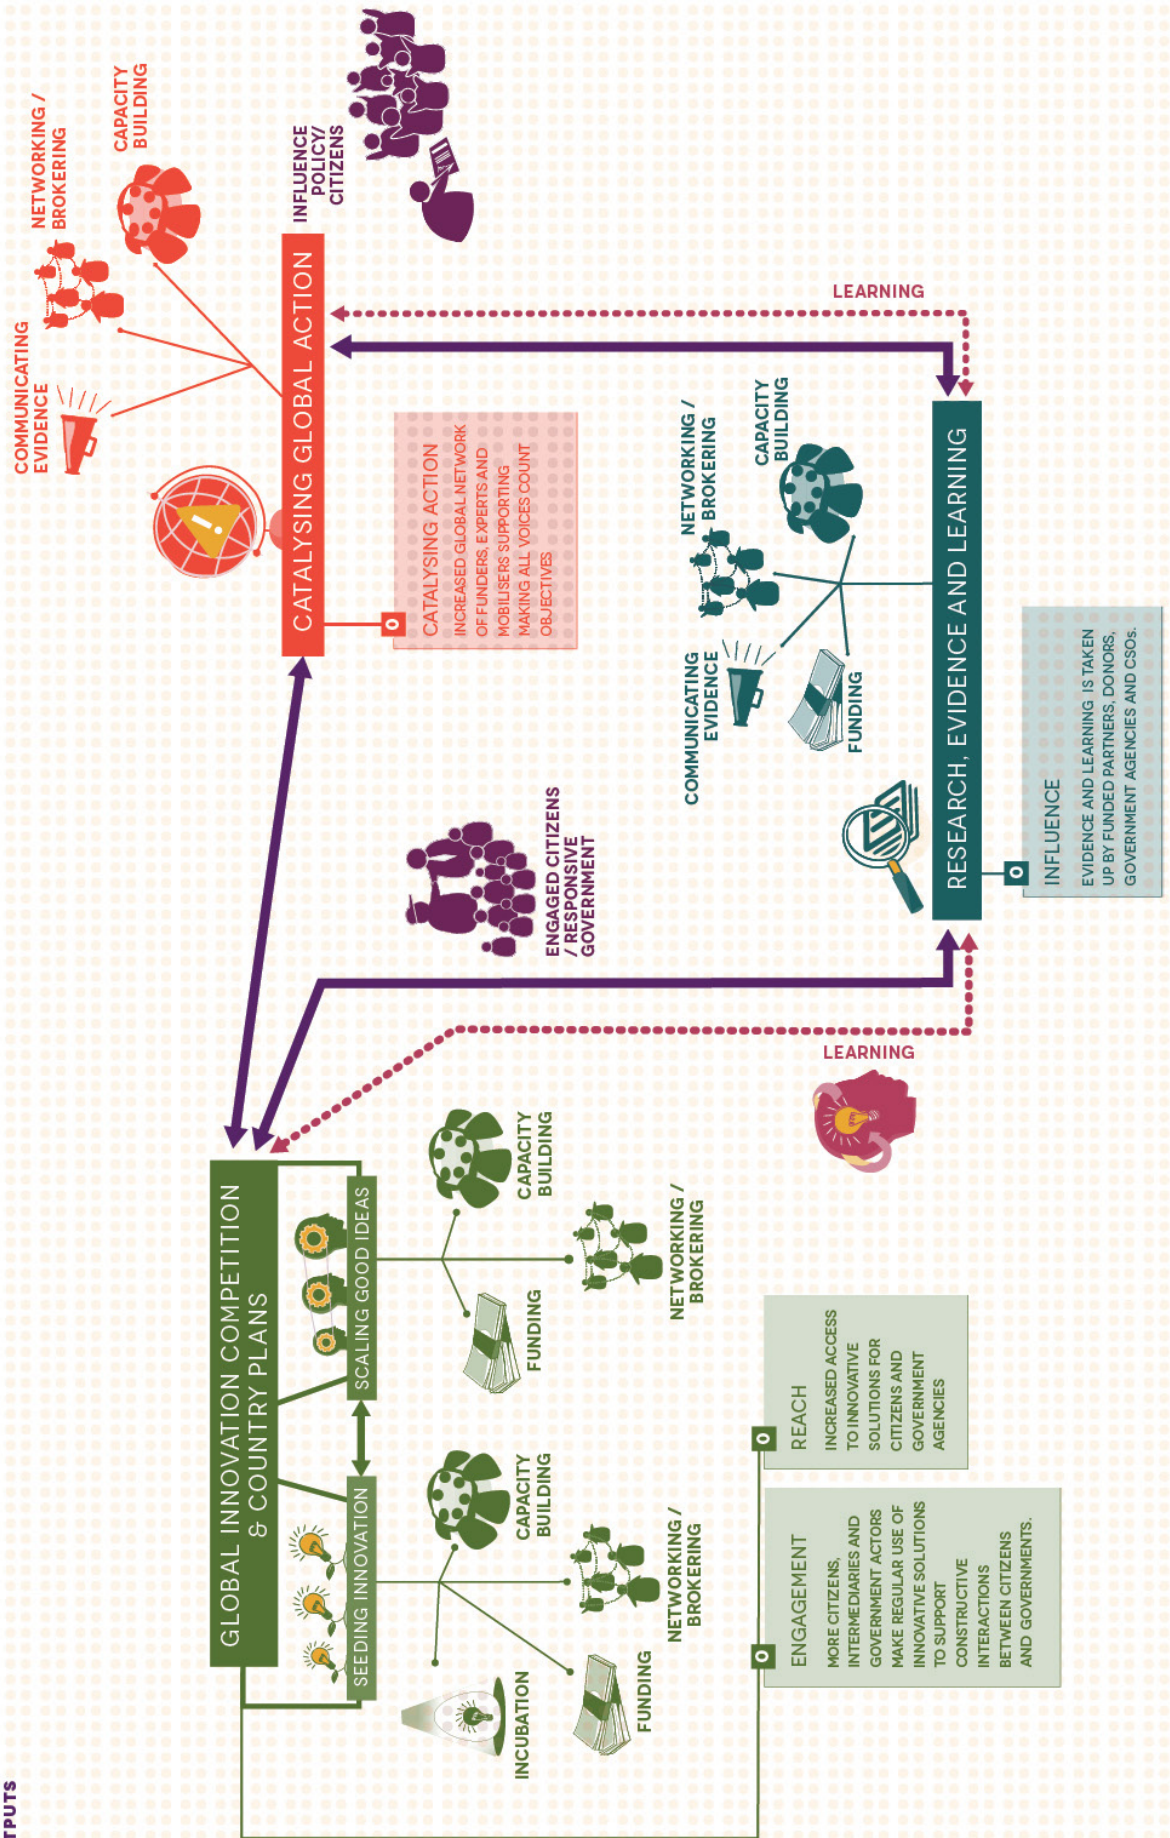 TPUTS
GLOBAL INNOVATION COMPETITION
& COUNTRY PLANS
SEEDING INNOVATION
SCALING GOOD IDEAS
INCUBATION
FUNDING
CAPACITY
BUILDING
NETWORKING /
BROKERING
FUNDING
CAPACITY
BUILDING
NETWORKING /
BROKERING
O
ENGAGEMENT
MORE CITIZENS,
INTERMEDIARIES AND
GOVERNMENT ACTORS
MAKE REGULAR USE OF
INNOVATIVE SOLUTIONS
TO SUPPORT
CONSTRUCTIVE
INTERACTIONS
BETWEEN CITIZENS
AND GOVERNMENTS.
O
REACH
INCREASED ACCESS
TO INNOVATIVE
SOLUTIONS FOR
CITIZENS AND
GOVERNMENT
AGENCIES
LEARNING
ENGAGED CITIZENS
/ RESPONSIVE
GOVERNMENT
COMMUNICATING
EVIDENCE
NETWORKING /
BROKERING
CAPACITY
BUILDING
CATALYSING GLOBAL ACTION
INFLUENCE
POLICY/
CITIZENS
O
CATALYSING ACTION
INCREASED GLOBAL NETWORK
OF FUNDERS, EXPERTS AND
MOBILISERS SUPPORTING
MAKING ALL VOICES COUNT
OBJECTIVES
COMMUNICATING
EVIDENCE
NETWORKING /
BROKERING
CAPACITY
BUILDING
FUNDING
LEARNING
RESEARCH, EVIDENCE AND LEARNING
O
INFLUENCE
EVIDENCE AND LEARNING IS TAKEN
UP BY FUNDED PARTNERS, DONORS,
GOVERNMENT AGENCIES AND CSOs.